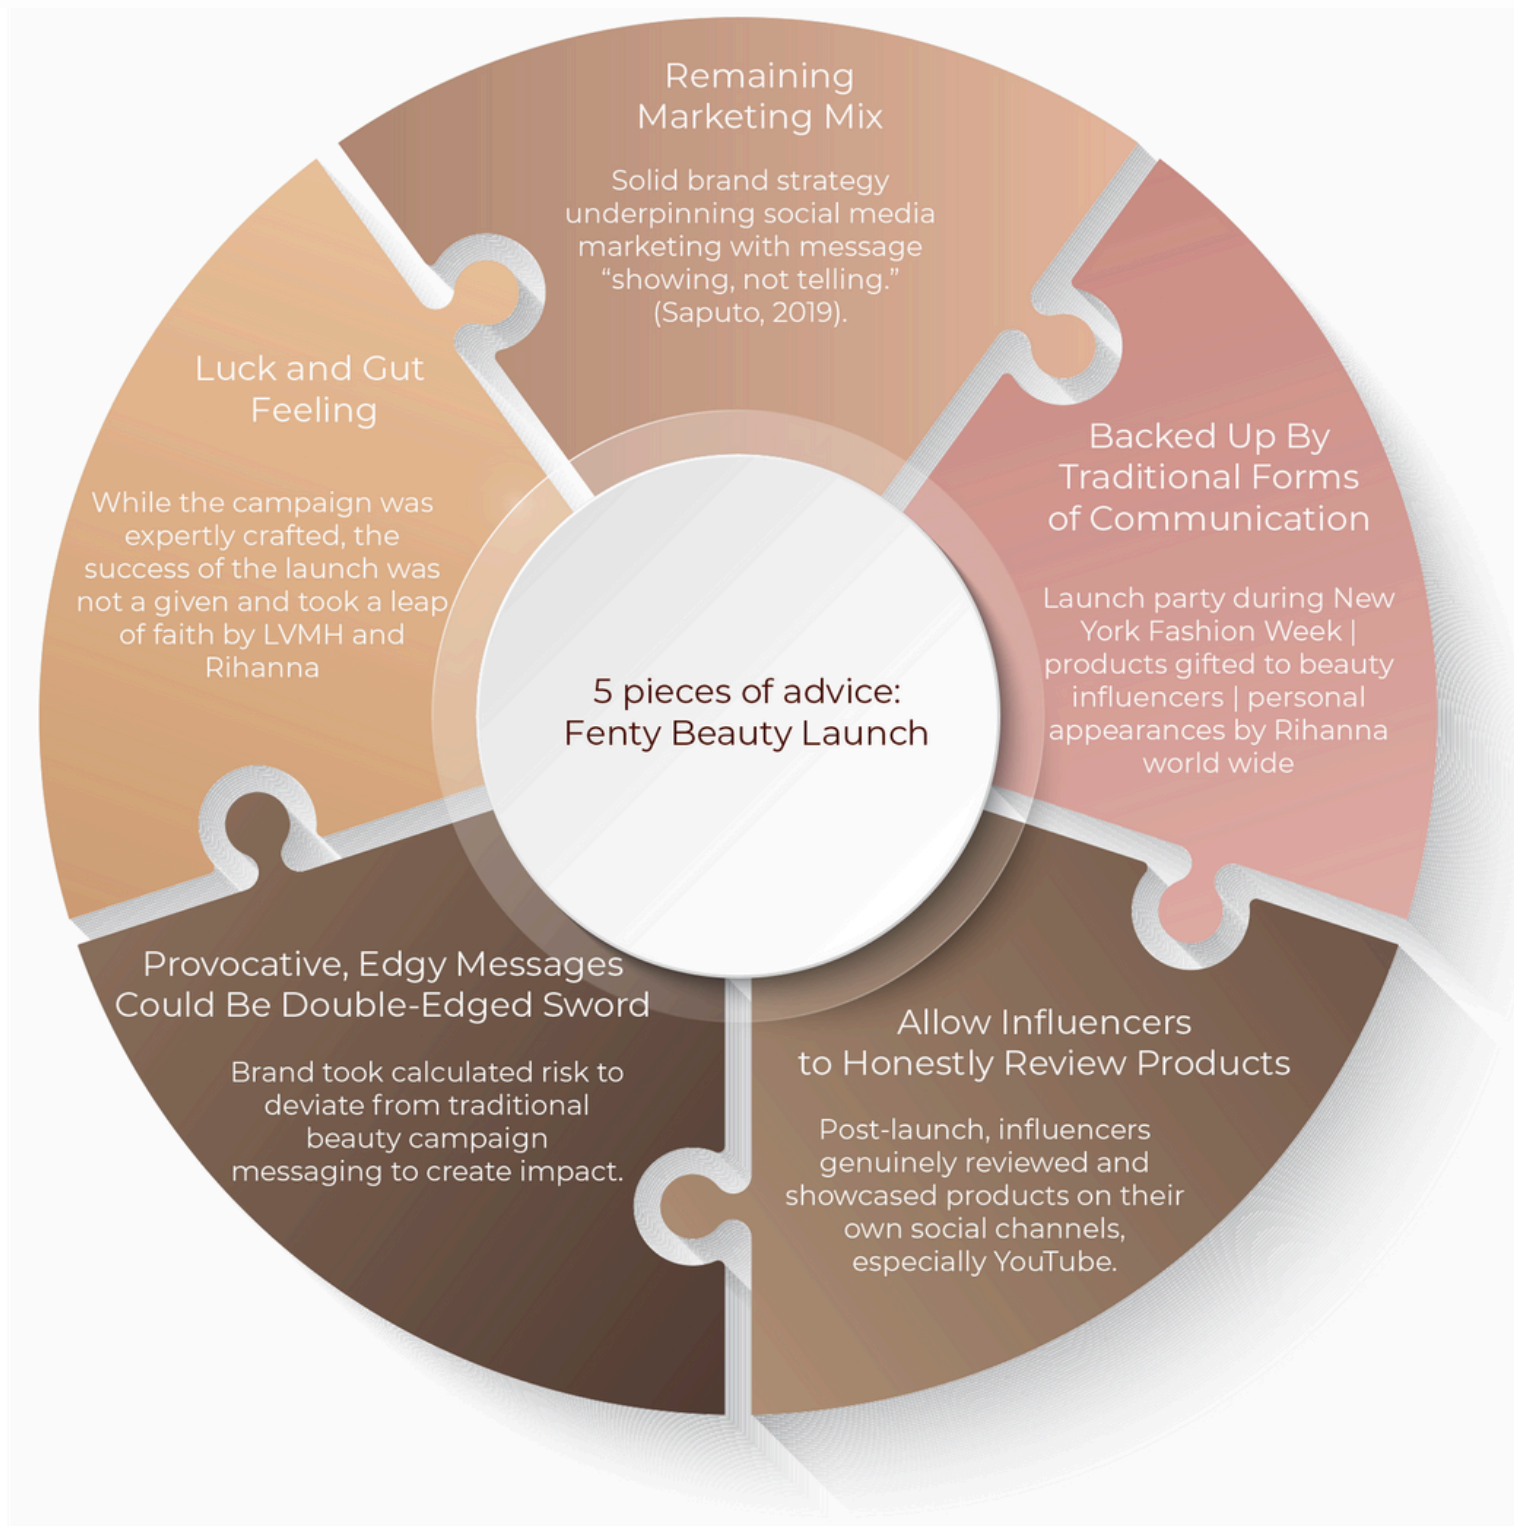 Remaining
Marketing Mix
Solid brand strategy
underpinning social media
marketing with message
“showing, not telling.”
(Saputo, 2019).
Backed Up By
Traditional Forms
of Communication
Launch party during New
York Fashion Week |
products gifted to beauty
influencers | personal
appearances by Rihanna
world wide
Allow Influencers
to Honestly Review Products
Post-launch, influencers
genuinely reviewed and
showcased products on their
own social channels,
especially YouTube.
Provocative, Edgy Messages
Could Be Double-Edged Sword
Brand took calculated risk to
deviate from traditional
beauty campaign
messaging to create impact.
Luck and Gut
Feeling
While the campaign was
expertly crafted, the
success of the launch was
not a given and took a leap
of faith by LVMH and
Rihanna
5 pieces of advice:
Fenty Beauty Launch